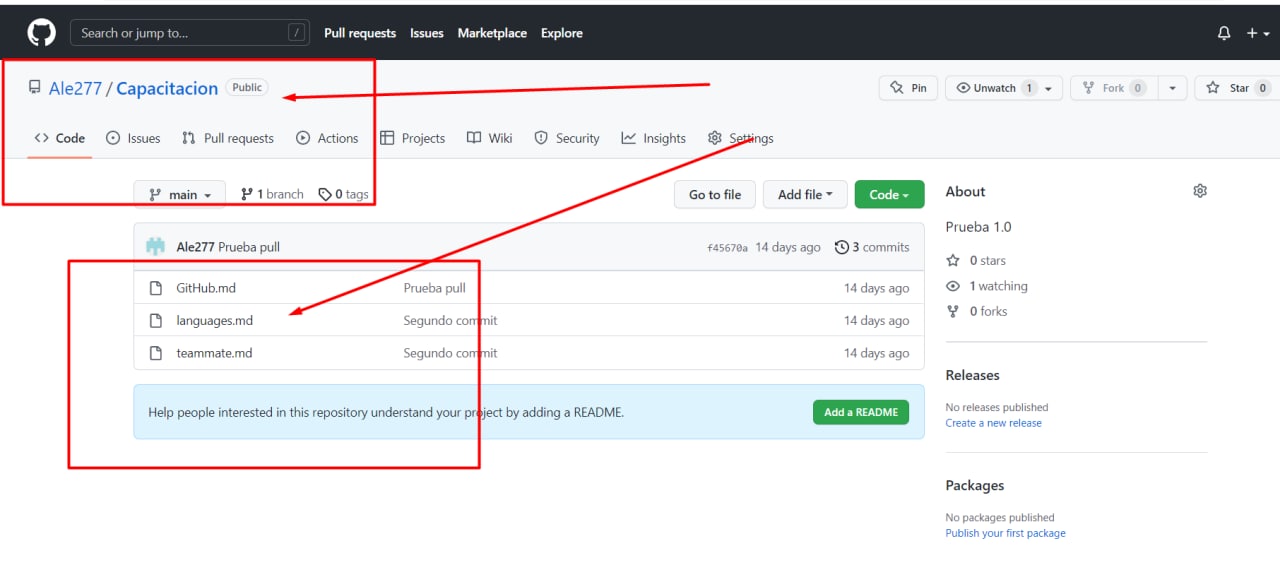 Search or jump to... / Pull requests Issues Marketplace Explore
Ale277 / Capacitacion Public Pin Unwatch 1 Fork 0 Star 0
Code Issues Pull requests Actions Projects Wiki Security Insights Settings
main 1 branch 0 tags Go to file Add file Code
Ale277 Prueba pull f45670a 14 days ago 3 commits
GitHub.md Prueba pull 14 days ago
languages.md Segundo commit 14 days ago
teammate.md Segundo commit 14 days ago
Help people interested in this repository understand your project by adding a README. Add a README
About
Prueba 1.0
0 stars
1 watching
0 forks
Releases
No releases published
Create a new release
Packages
No packages published
Publish your first package